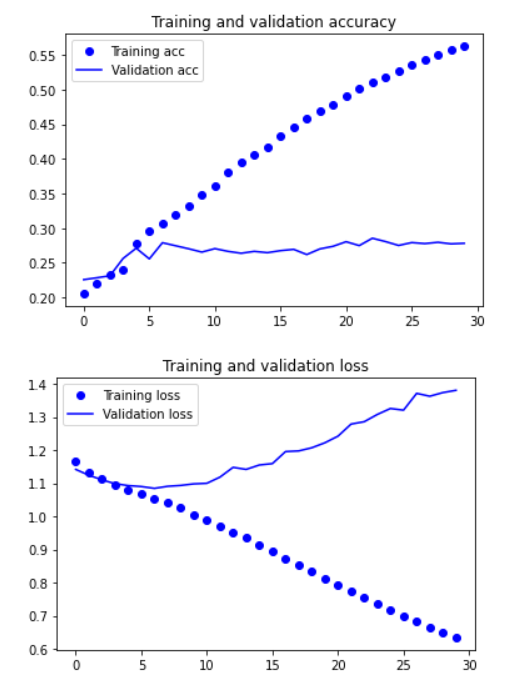 Training and validation accuracy
Training acc
Validation acc
0.55
0.50
0.45
0.40
0.35
0.30
0.25
0.20
0 5 10 15 20 25 30
Training and validation loss
1.4
Training loss
1.3
Validation loss
1.2
1.1
1.0
0.9
0.8
0.7
0.6
0 5 10 15 20 25 30